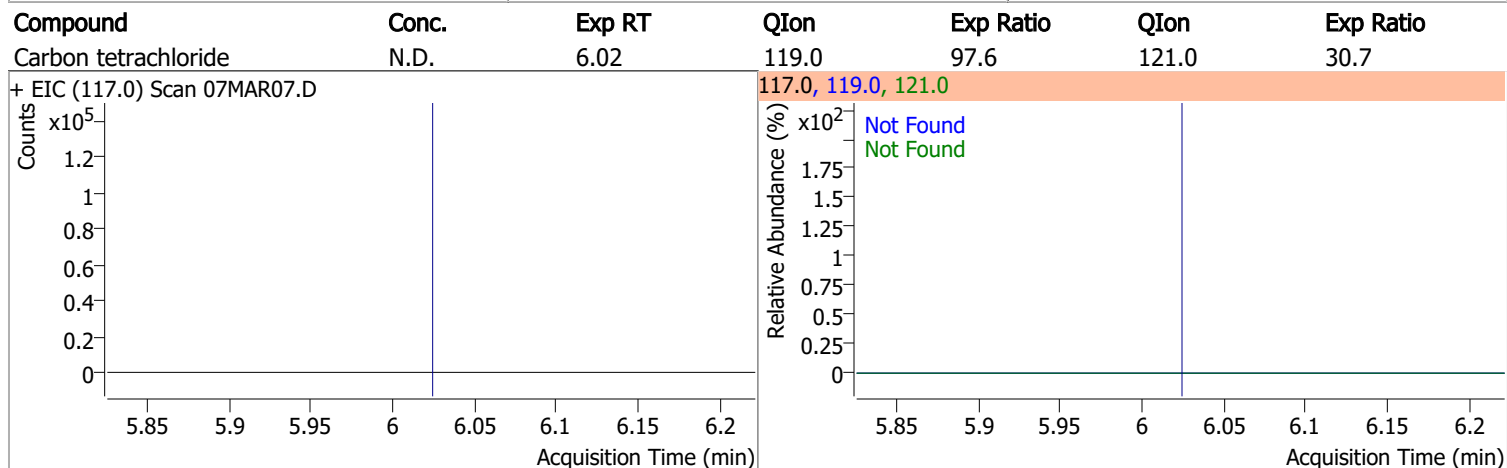 Compound Conc. Exp RT QIon Exp Ratio QIon Exp Ratio
Carbon tetrachloride N.D. 6.02 119.0 97.6 121.0 30.7
+ EIC (117.0) Scan 07MAR07.D
Counts
x10^5
1.2
1
0.8
0.6
0.4
0.2
0
5.85 5.9 5.95 6 6.05 6.1 6.15 6.2
Acquisition Time (min)
117.0, 119.0, 121.0
Relative Abundance (%)
x10^2
Not Found
Not Found
1.75
1.5
1.25
1
0.75
0.5
0.25
0
5.85 5.9 5.95 6 6.05 6.1 6.15 6.2
Acquisition Time (min)